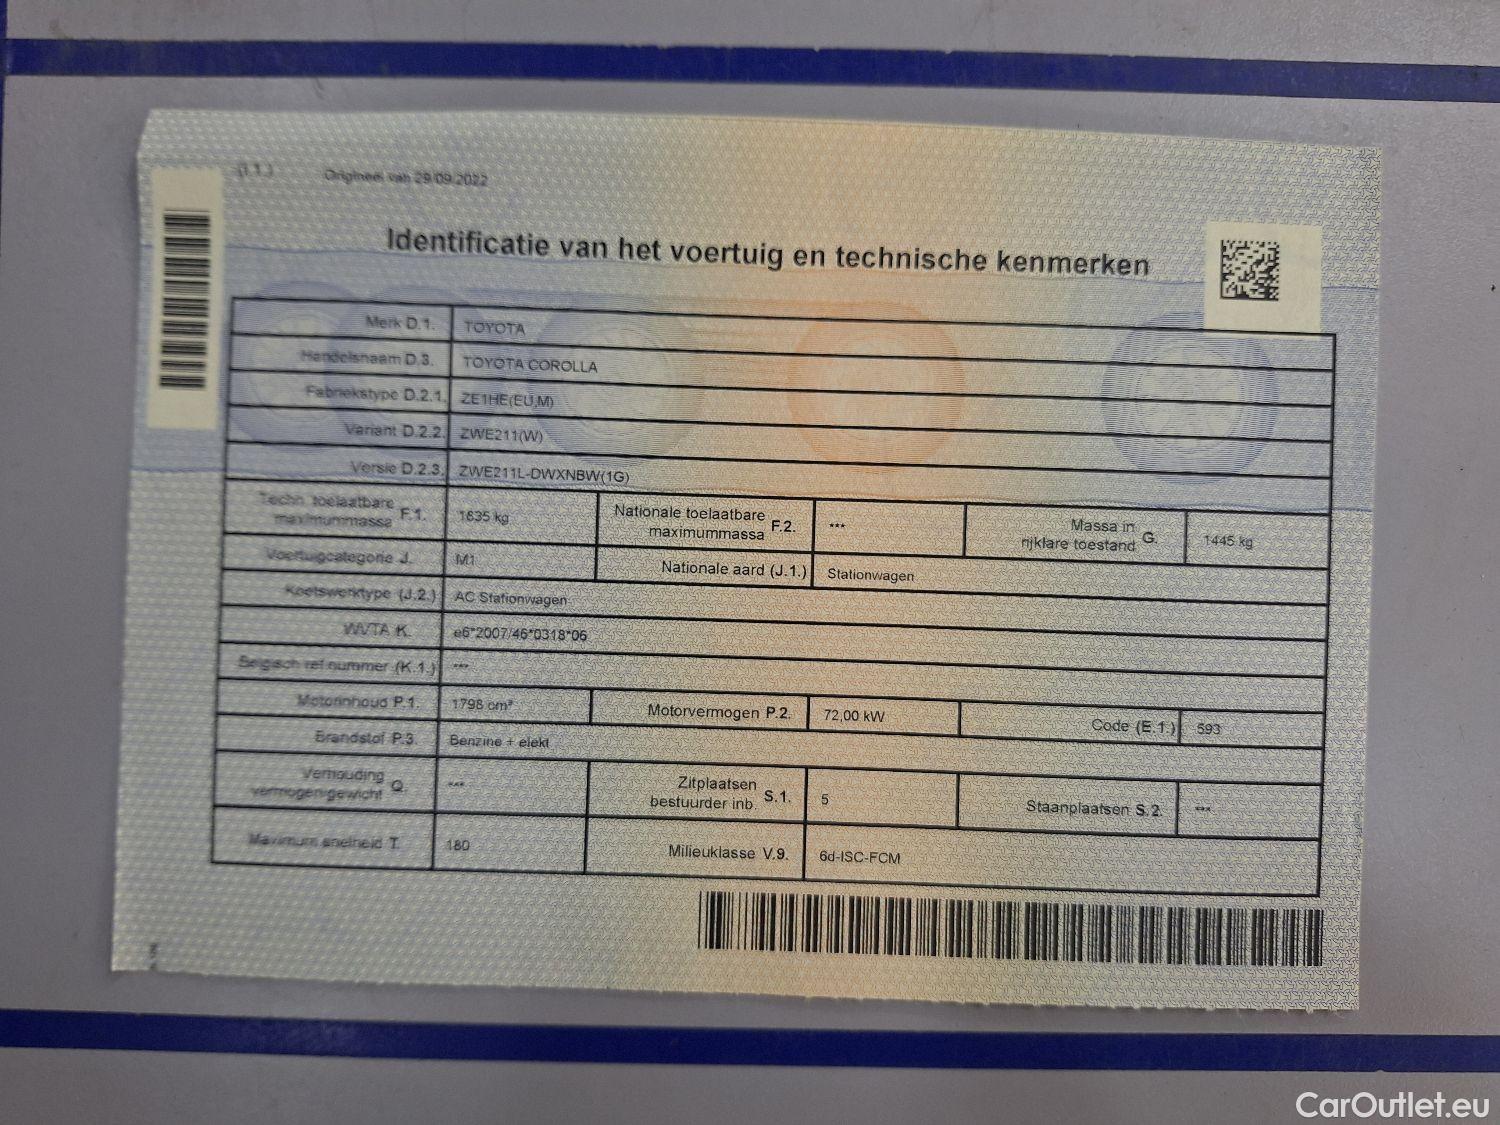 (I.1.) Origineel van 29/09/2022
Identificatie van het voertuig en technische kenmerken
Merk D.1. TOYOTA
Handelsnaam D.3. TOYOTA COROLLA
Fabriekstype D.2.1. ZE1HE(EU,M)
Variant D.2.2. ZWE211(W)
Versie D.2.3. ZWE211L-DWXNBW(1G)
Techn. toelaatbare
maximummassa F.1. 1835 kg
Nationale toelaatbare
maximummassa F.2. ***
Massa in
rijklare toestand G. 1445 kg
Voertuigcategorie J. M1
Nationale aard (J.1.) Stationwagen
Koetswerktype (J.2.) AC Stationwagen
WVTA K. e6*2007/46*0318*06
Belgisch ref nummer (K.1.) ***
Motorinhoud P.1. 1798 cm³
Motorvermogen P.2. 72,00 kW
Code (E.1.) 593
Brandstof P.3. Benzine + elekt
Verhouding
vermogen/gewicht Q. ***
Zitplaatsen
bestuurder inb. S.1. 5
Staanplaatsen S.2. ***
Maximum snelheid T. 180
Milieuklasse V.9. 6d-ISC-FCM
CarOutlet.eu